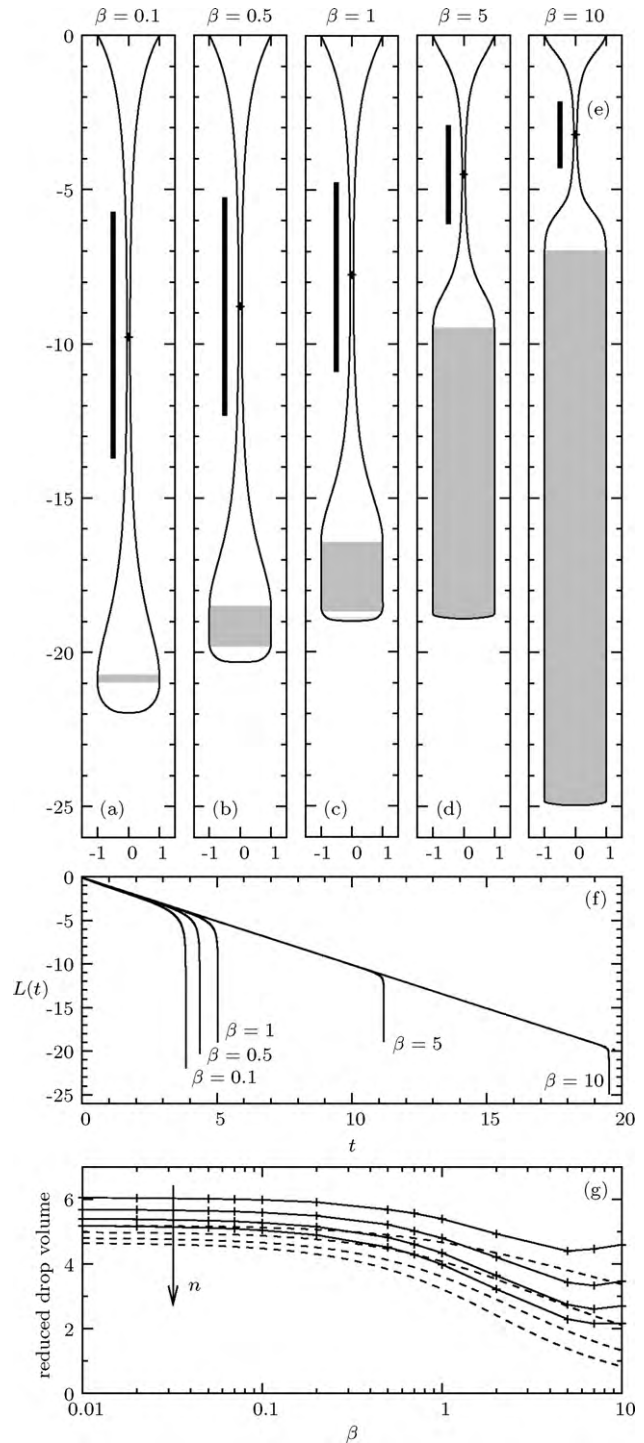 β = 0.1 β = 0.5 β = 1 β = 5 β = 10
0
-5
-10
-15
-20
-25
(a) (b) (c) (d) (e)
-1 0 1 -1 0 1 -1 0 1 -1 0 1 -1 0 1
0
-5
-10
-15
-20
-25
L(t)
(f)
β = 1
β = 0.5
β = 0.1
β = 5
β = 10
0 5 10 15 20
t
6
4
2
0
reduced drop volume
(g)
n
0.01 0.1 1 10
β